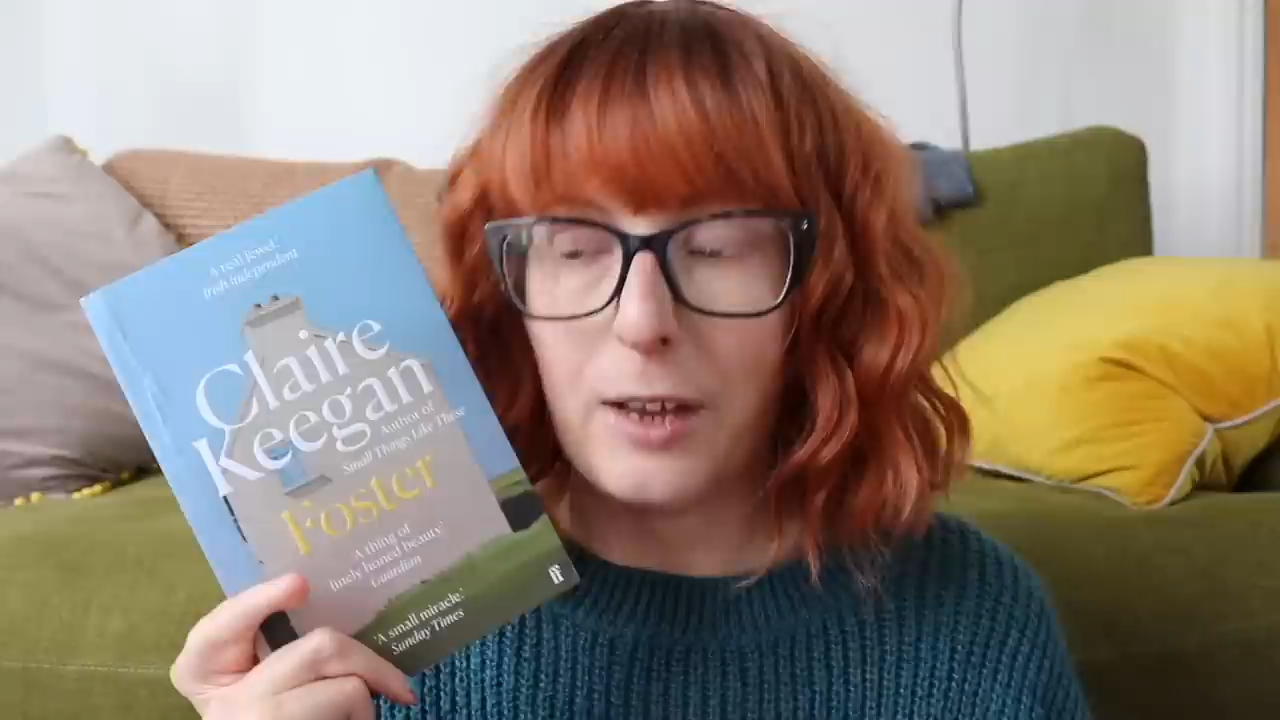 'A real jewel.'
Irish Independent
Claire
Keegan
Author of
Small Things Like These
Foster
'A thing of
finely honed beauty'
Guardian
'A small miracle.'
Sunday Times
ff